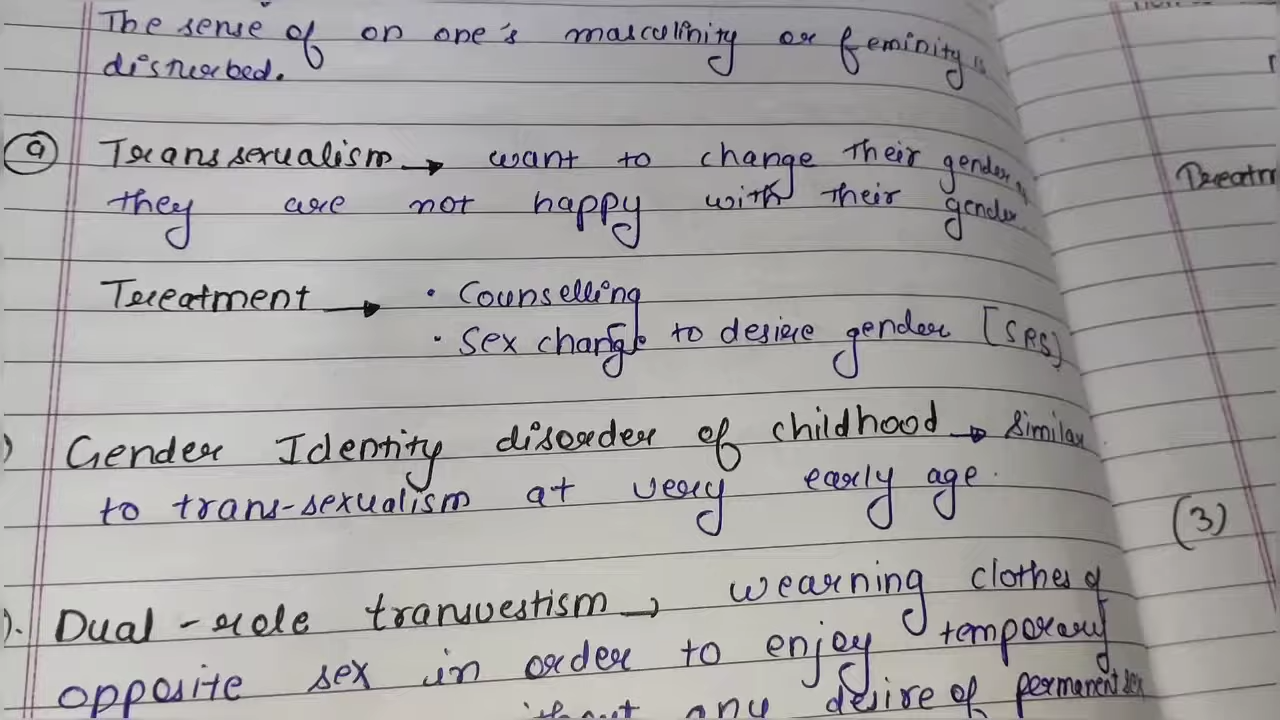 The sense of on one's masculinity or feminity is
disturbed.
(a) Transsexualism → want to change their gender
they are not happy with their gender.
Treatment → • Counselling
• Sex change to desire gender [SRS]
) Gender Identity disorder of childhood → similar
to trans-sexualism at very early age.
). Dual-role transvestism → wearning clothes of
opposite sex in order to enjoy temporary
any desire of permanent sex
Treatm
(3)